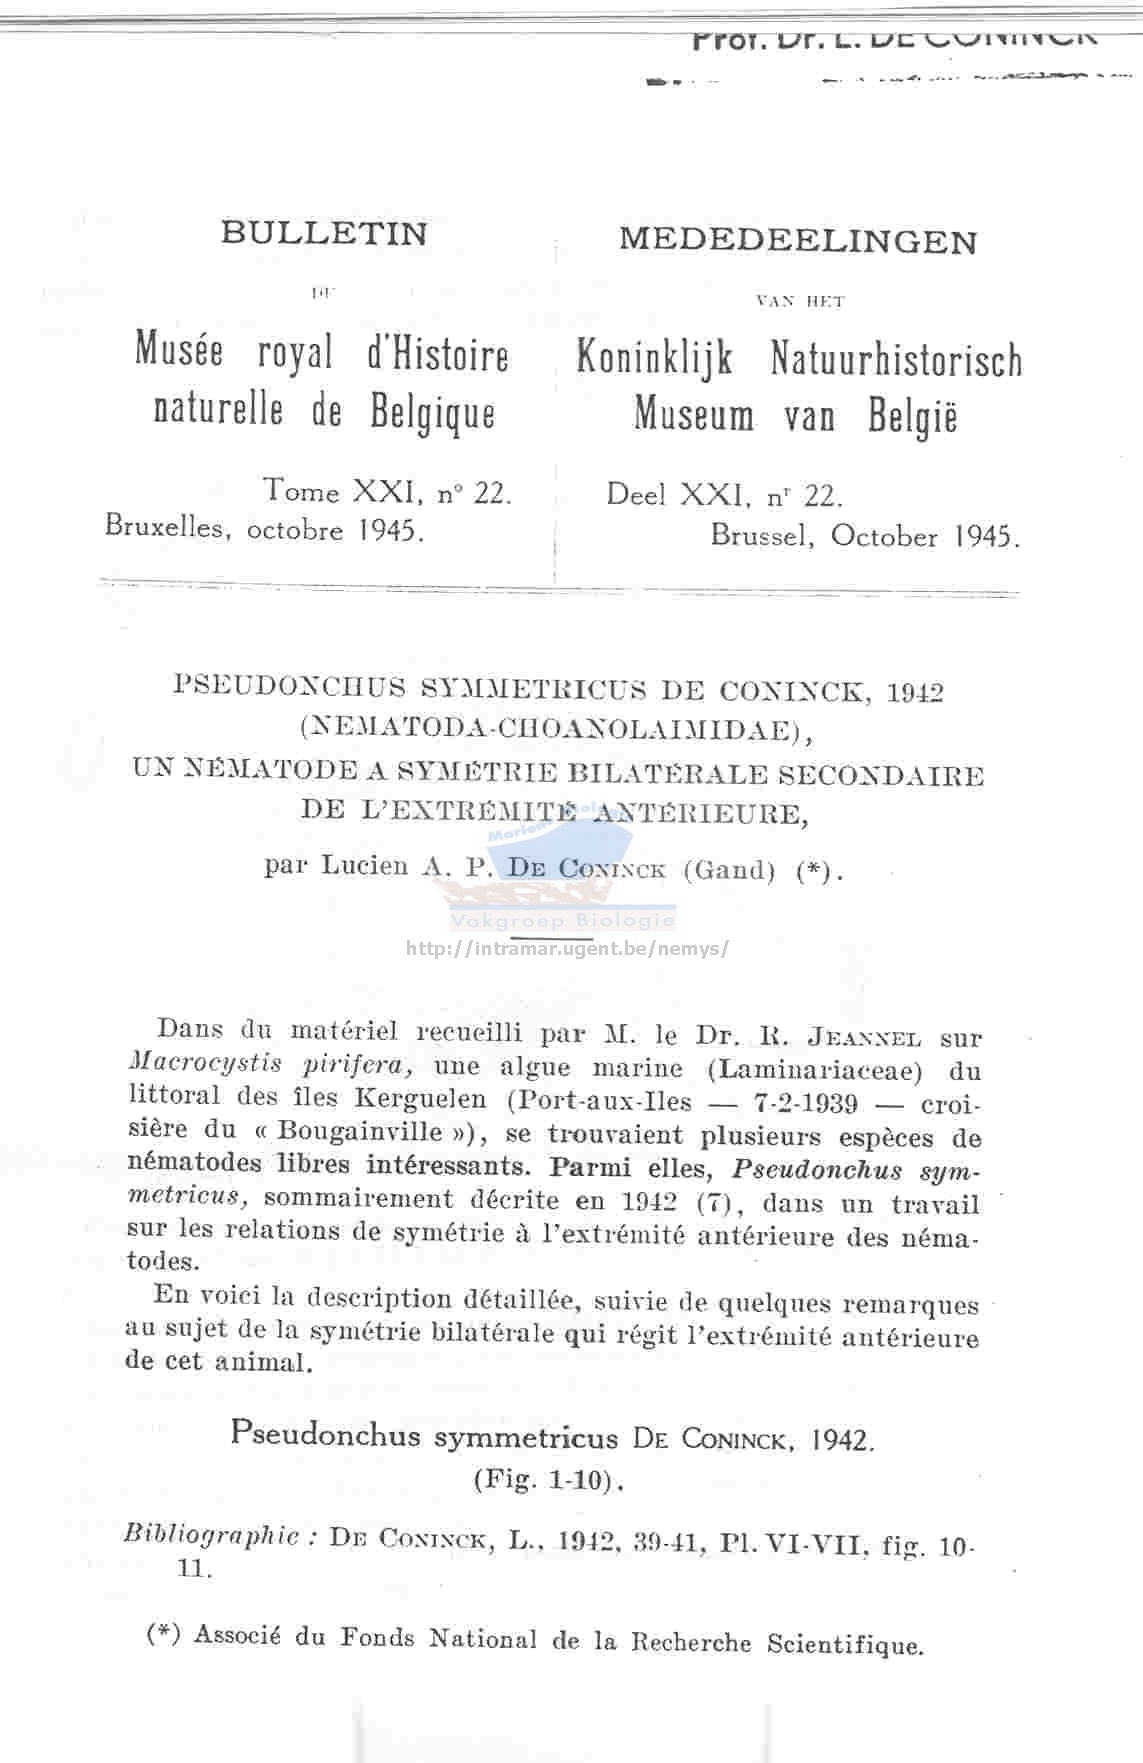 Prof. Dr. L. DE CONINCK
BULLETIN
DU
Musée royal d'Histoire
naturelle de Belgique
Tome XXI, n° 22.
Bruxelles, octobre 1945.
MEDEDEELINGEN
VAN HET
Koninklijk Natuurhistorisch
Museum van België
Deel XXI, nr 22.
Brussel, October 1945.
PSEUDONCHUS SYMMETRICUS DE CONINCK, 1942
(NEMATODA-CHOANOLAIMIDAE),
UN NÉMATODE A SYMÉTRIE BILATÉRALE SECONDAIRE
DE L'EXTRÉMITÉ ANTÉRIEURE,
par Lucien A. P. DE CONINCK (Gand) (*).
Vakgroep Biologie
http://intramar.ugent.be/nemys/
Dans du matériel recueilli par M. le Dr. R. JEANNEL sur
Macrocystis pirifera, une algue marine (Laminariaceae) du
littoral des îles Kerguelen (Port-aux-Iles — 7-2-1939 — croi-
sière du « Bougainville »), se trouvaient plusieurs espèces de
nématodes libres intéressants. Parmi elles, Pseudonchus sym-
metricus, sommairement décrite en 1942 (7), dans un travail
sur les relations de symétrie à l'extrémité antérieure des néma-
todes.
En voici la description détaillée, suivie de quelques remarques
au sujet de la symétrie bilatérale qui régit l'extrémité antérieure
de cet animal.
Pseudonchus symmetricus DE CONINCK, 1942.
(Fig. 1-10).
Bibliographie : DE CONINCK, L., 1942, 39-41, Pl. VI-VII, fig. 10-
11.
(*) Associé du Fonds National de la Recherche Scientifique.